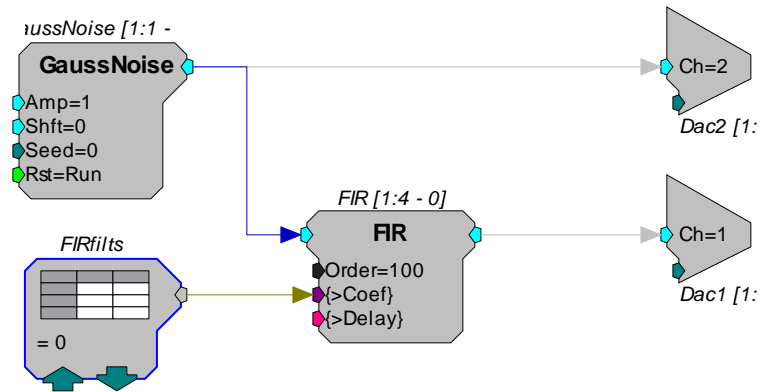 aussNoise [1:1 -
GaussNoise
Amp=1
Shft=0
Seed=0
Rst=Run
Ch=2
Dac2 [1:
FIR [1:4 - 0]
FIR
Order=100
{>Coef}
{>Delay}
Ch=1
Dac1 [1:
FIRfilts
= 0